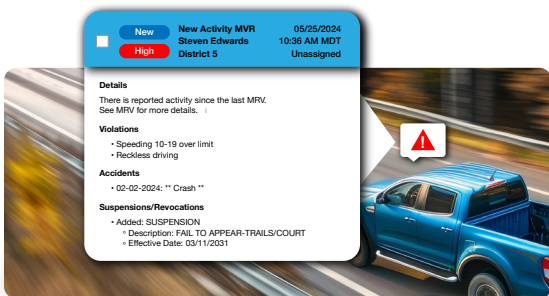 New
High
New Activity MVR
Steven Edwards
District 5
05/25/2024
10:36 AM MDT
Unassigned
Details
There is reported activity since the last MRV.
See MRV for more details. i
Violations
• Speeding 10-19 over limit
• Reckless driving
Accidents
• 02-02-2024: ** Crash **
Suspensions/Revocations
• Added: SUSPENSION
° Description: FAIL TO APPEAR-TRAILS/COURT
° Effective Date: 03/11/2031
!